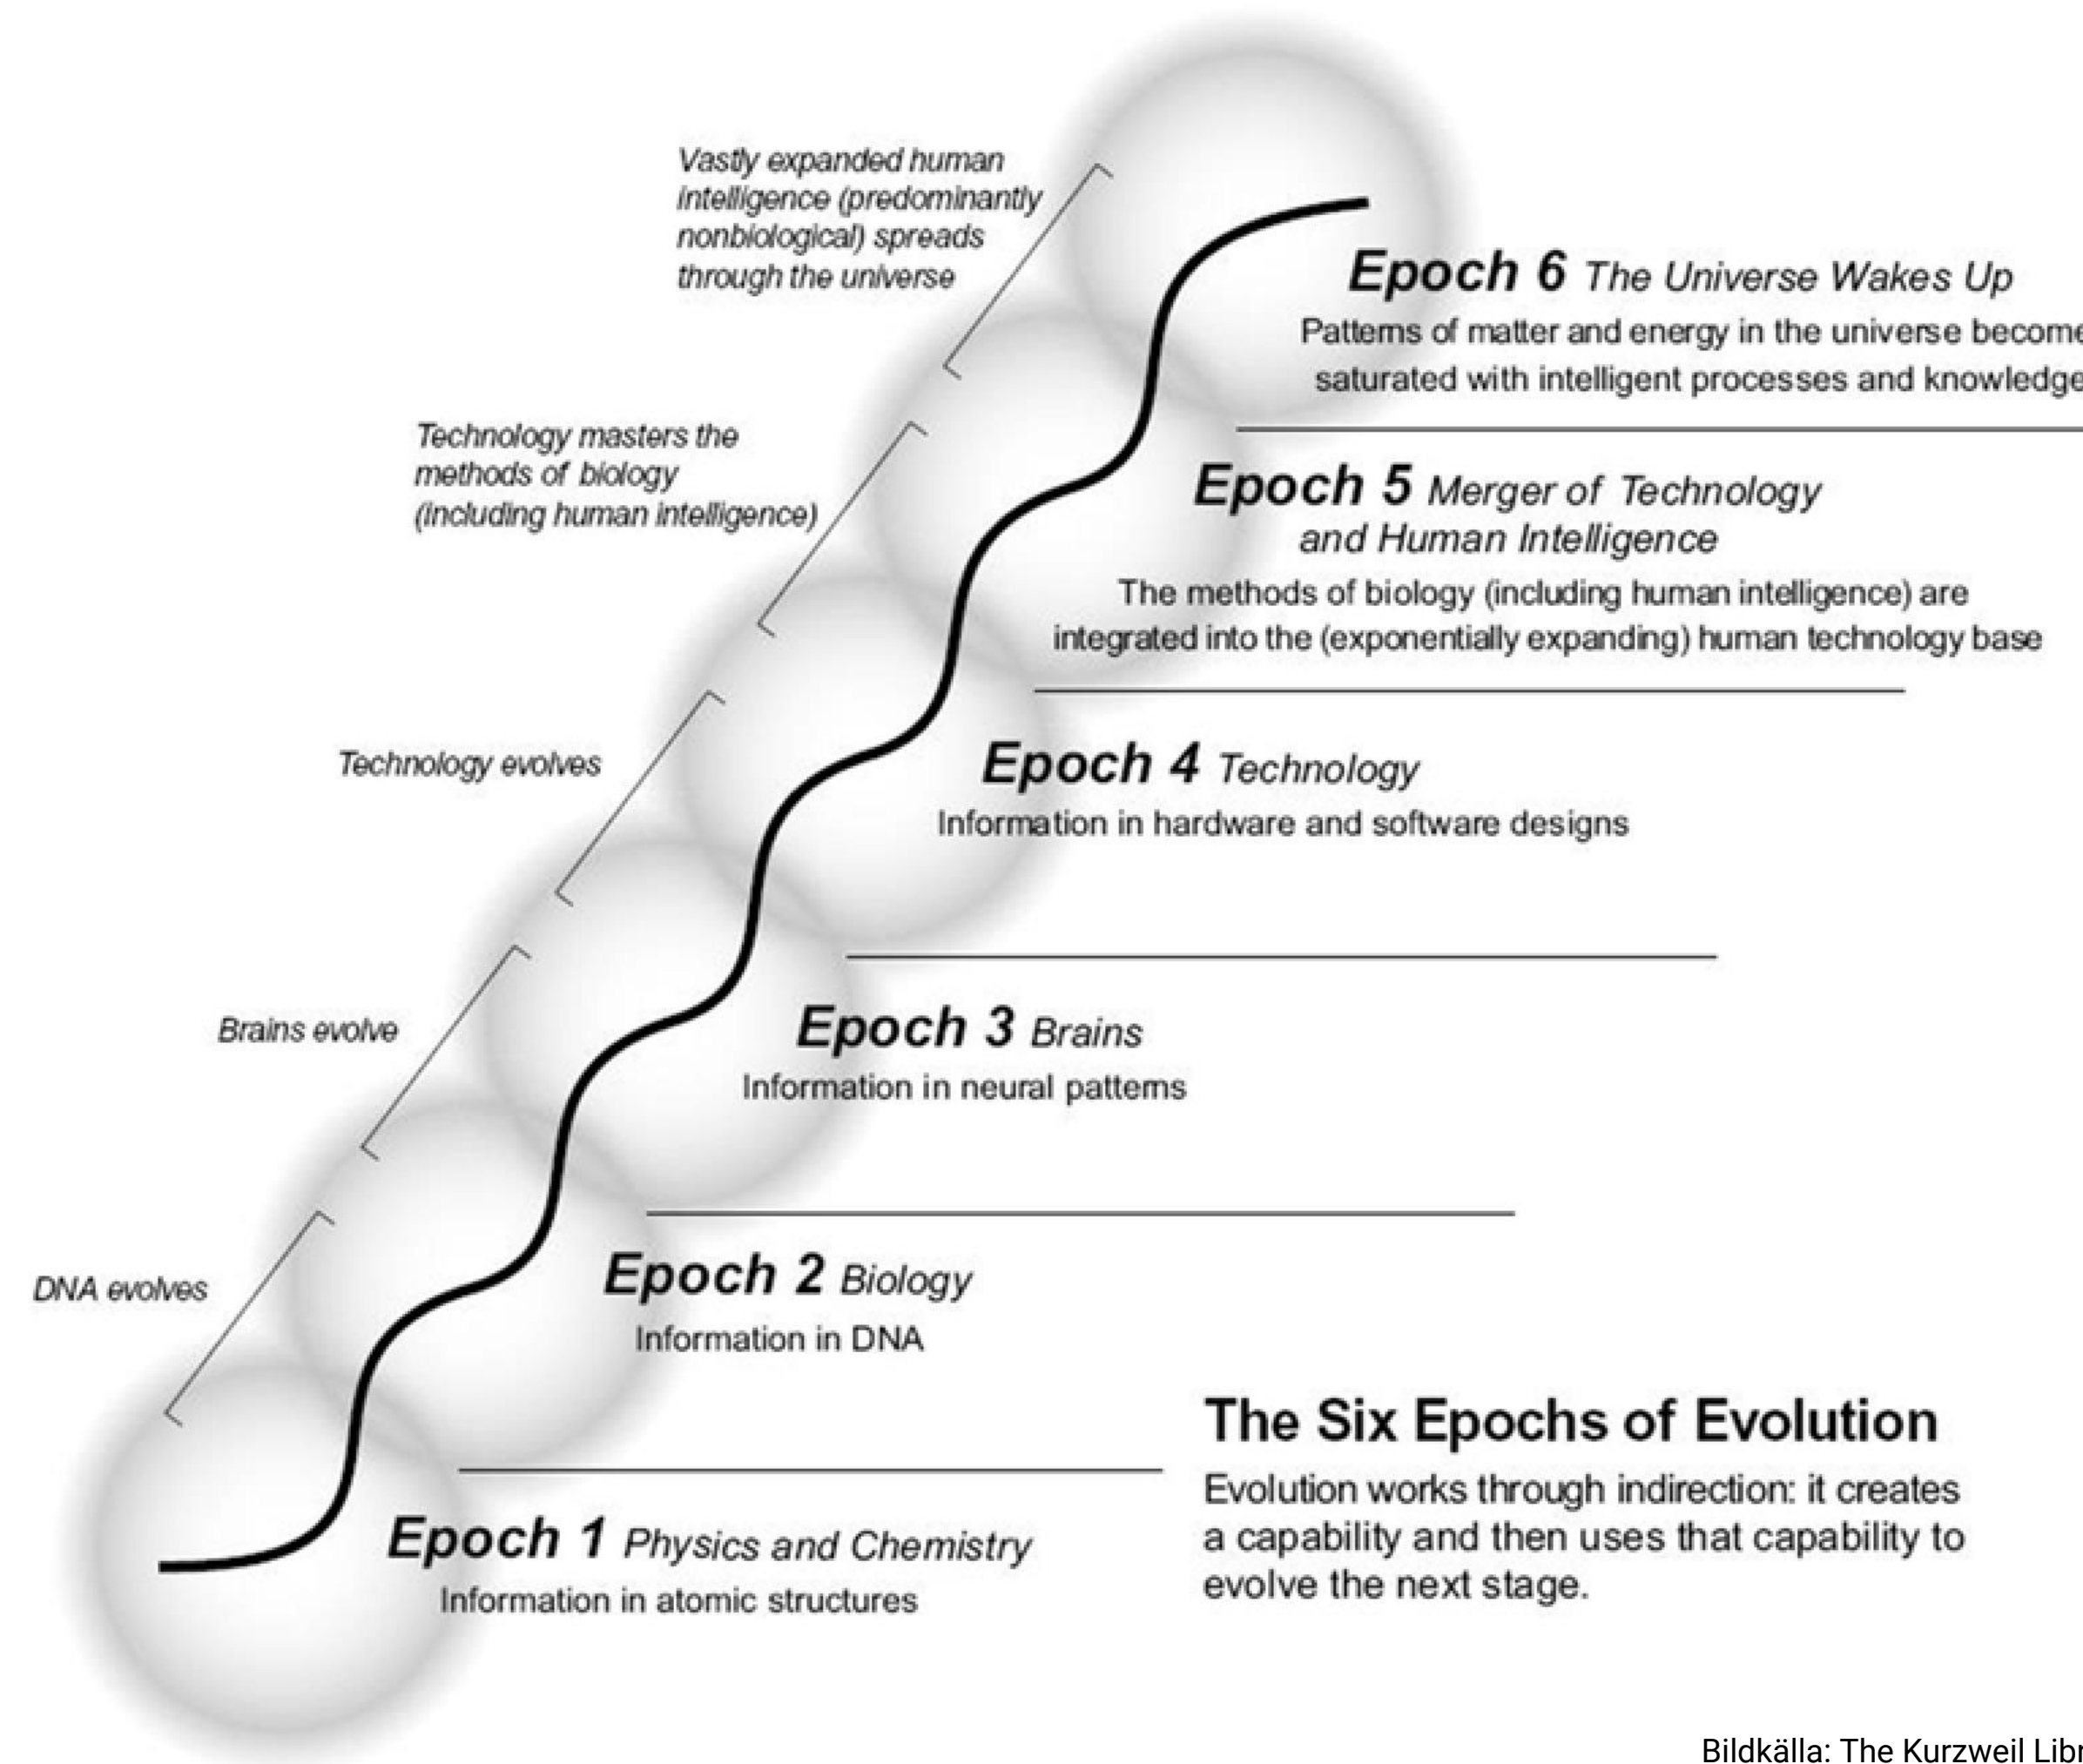 Vastly expanded human
intelligence (predominantly
nonbiological) spreads
through the universe
Epoch 6 The Universe Wakes Up
Patterns of matter and energy in the universe become
saturated with intelligent processes and knowledge
Technology masters the
methods of biology
(including human intelligence)
Epoch 5 Merger of Technology
and Human Intelligence
The methods of biology (including human intelligence) are
integrated into the (exponentially expanding) human technology base
Technology evolves
Epoch 4 Technology
Information in hardware and software designs
Brains evolve
Epoch 3 Brains
Information in neural patterns
DNA evolves
Epoch 2 Biology
Information in DNA
Epoch 1 Physics and Chemistry
Information in atomic structures
The Six Epochs of Evolution
Evolution works through indirection: it creates
a capability and then uses that capability to
evolve the next stage.
Bildkälla: The Kurzweil Libr